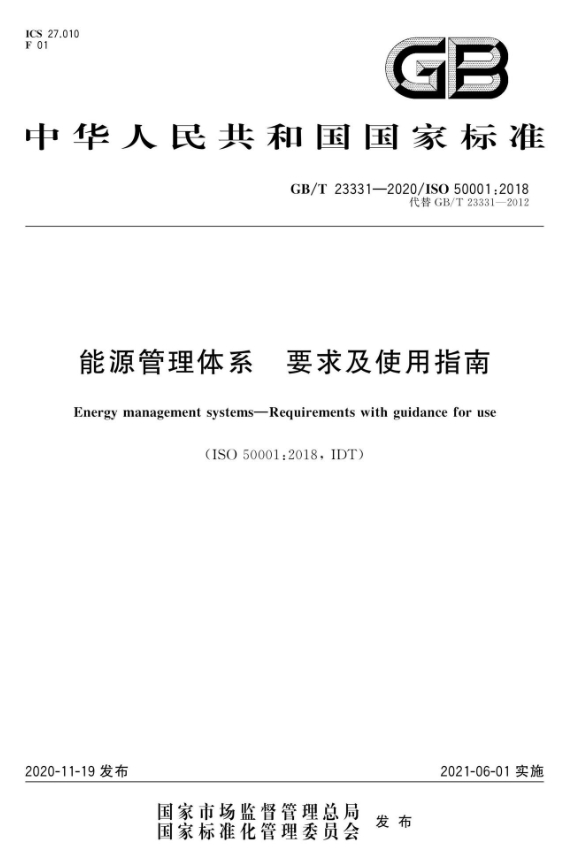 ICS 27.010
F 01
GB
中华人民共和国国家标准
GB/T 23331—2020/ISO 50001:2018
代替 GB/T 23331—2012
能源管理体系 要求及使用指南
Energy management systems—Requirements with guidance for use
(ISO 50001:2018, IDT)
2020-11-19 发布
2021-06-01 实施
国家市场监督管理总局
国家标准化管理委员会
发布